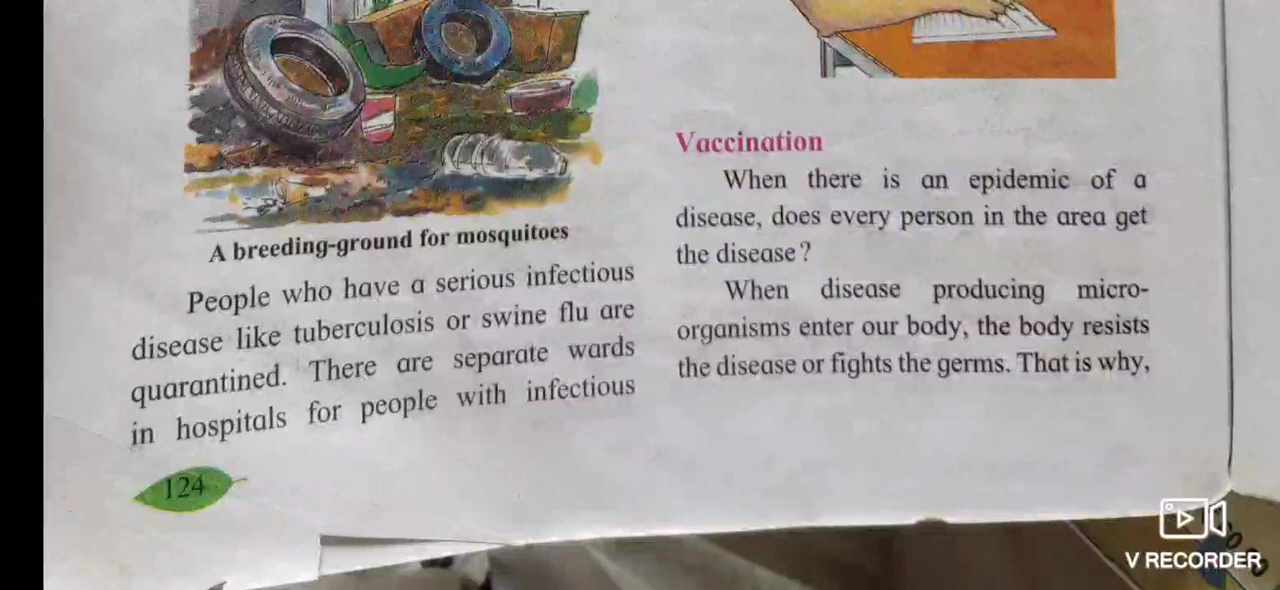 A breeding-ground for mosquitoes
People who have a serious infectious
disease like tuberculosis or swine flu are
quarantined. There are separate wards
in hospitals for people with infectious
124
Vaccination
When there is an epidemic of a
disease, does every person in the area get
the disease?
When disease producing micro-
organisms enter our body, the body resists
the disease or fights the germs. That is why,
V RECORDER